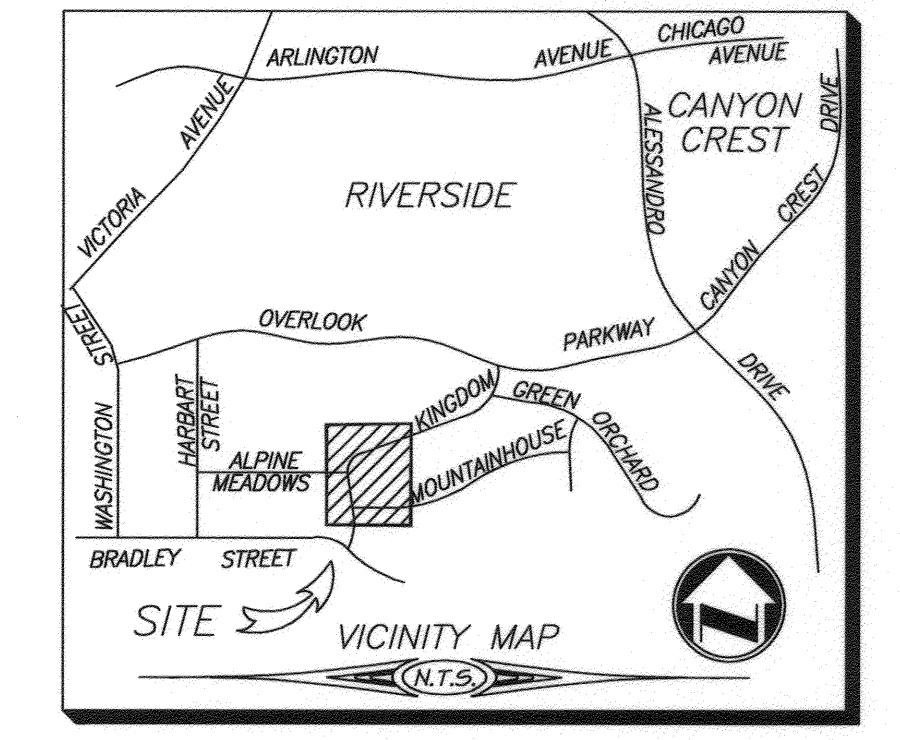 CHICAGO
AVENUE
ARLINGTON AVENUE
VICTORIA AVENUE
CANYON
CREST
ALESSANDRO DRIVE
CANYON CREST DRIVE
RIVERSIDE
OVERLOOK PARKWAY
WASHINGTON STREET
HARBART
STREET
KINGDOM
GREEN ORCHARD
MOUNTAINHOUSE
ALPINE
MEADOWS
BRADLEY STREET
SITE
VICINITY MAP
N.T.S.
N